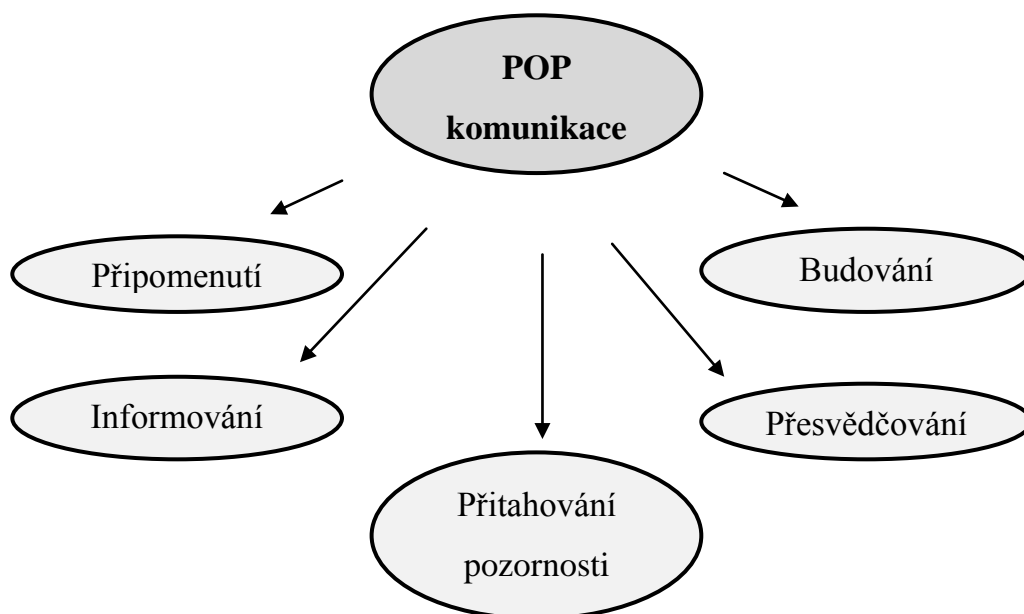 POP
komunikace
Připomenutí
Budování
Informování
Přesvědčování
Přitahování
pozornosti